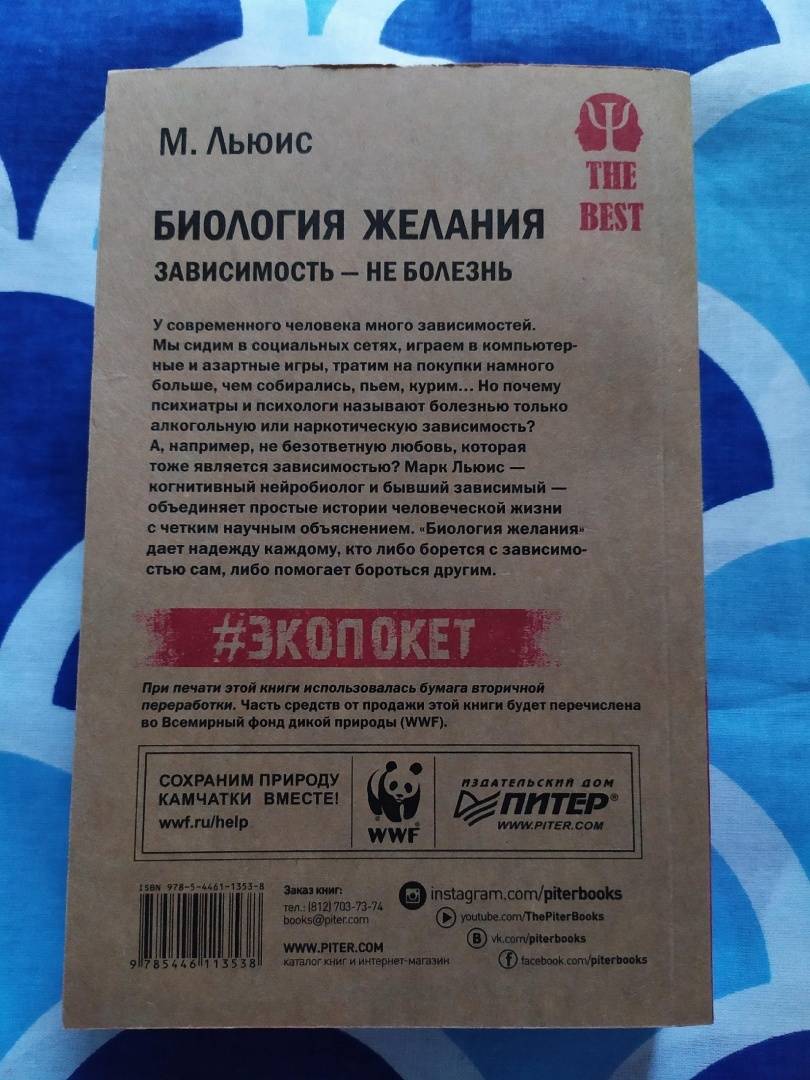 М. Льюис
THE
BEST
БИОЛОГИЯ ЖЕЛАНИЯ
ЗАВИСИМОСТЬ — НЕ БОЛЕЗНЬ
У современного человека много зависимостей.
Мы сидим в социальных сетях, играем в компьютер-
ные и азартные игры, тратим на покупки намного
больше, чем собирались, пьем, курим... Но почему
психиатры и психологи называют болезнью только
алкогольную или наркотическую зависимость?
А, например, не безответную любовь, которая
тоже является зависимостью? Марк Льюис —
когнитивный нейробиолог и бывший зависимый —
объединяет простые истории человеческой жизни
с четким научным объяснением. «Биология желания»
дает надежду каждому, кто либо борется с зависимо-
стью сам, либо помогает бороться другим.
#ЭКОПОКЕТ
При печати этой книги использовалась бумага вторичной
переработки. Часть средств от продажи этой книги будет перечислена
во Всемирный фонд дикой природы (WWF).
СОХРАНИМ ПРИРОДУ
КАМЧАТКИ ВМЕСТЕ!
wwf.ru/help
WWF
ИЗДАТЕЛЬСКИЙ ДОМ
ПИТЕР®
WWW.PITER.COM
ISBN 978-5-4461-1353-8
9 785446 113538
Заказ книг:
тел.: (812) 703-73-74
books@piter.com
WWW.PITER.COM
каталог книг и интернет-магазин
instagram.com/piterbooks
youtube.com/ThePiterBooks
vk.com/piterbooks
facebook.com/piterbooks